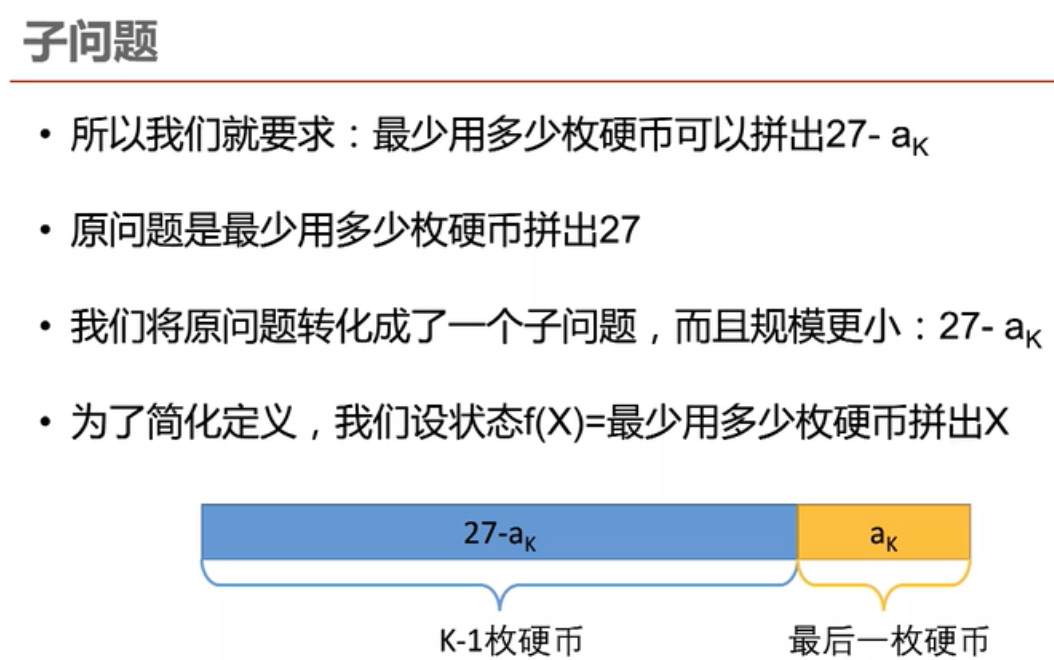 子问题
• 所以我们就要求：最少用多少枚硬币可以拼出27- aK
• 原问题是最少用多少枚硬币拼出27
• 我们将原问题转化成了一个子问题，而且规模更小：27- aK
• 为了简化定义，我们设状态f(X)=最少用多少枚硬币拼出X
27-aK aK
K-1枚硬币 最后一枚硬币